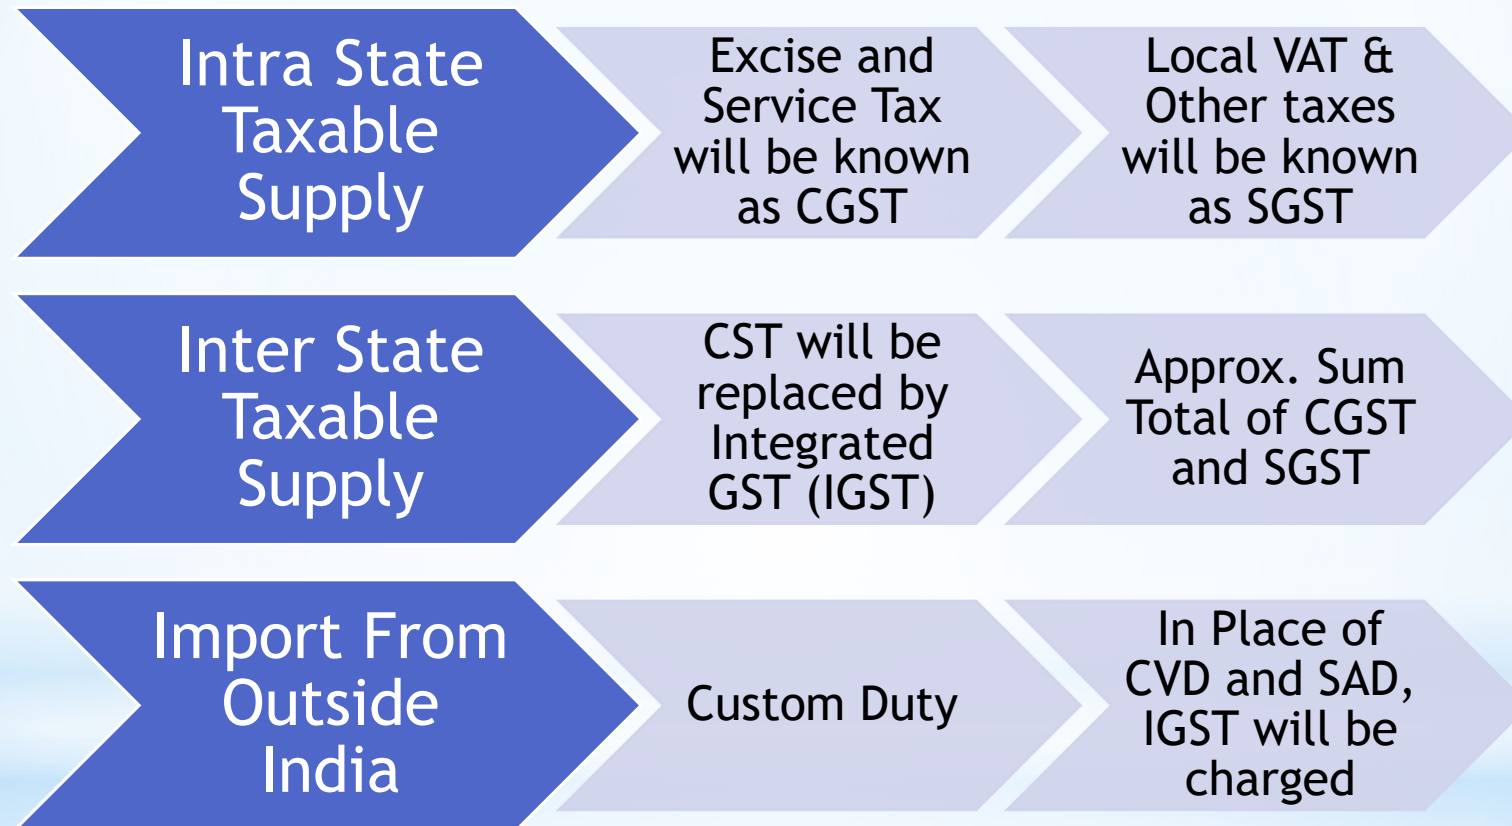 Intra State
Taxable
Supply
Excise and
Service Tax
will be known
as CGST
Local VAT &
Other taxes
will be known
as SGST
Inter State
Taxable
Supply
CST will be
replaced by
Integrated
GST (IGST)
Approx. Sum
Total of CGST
and SGST
Import From
Outside
India
Custom Duty
In Place of
CVD and SAD,
IGST will be
charged